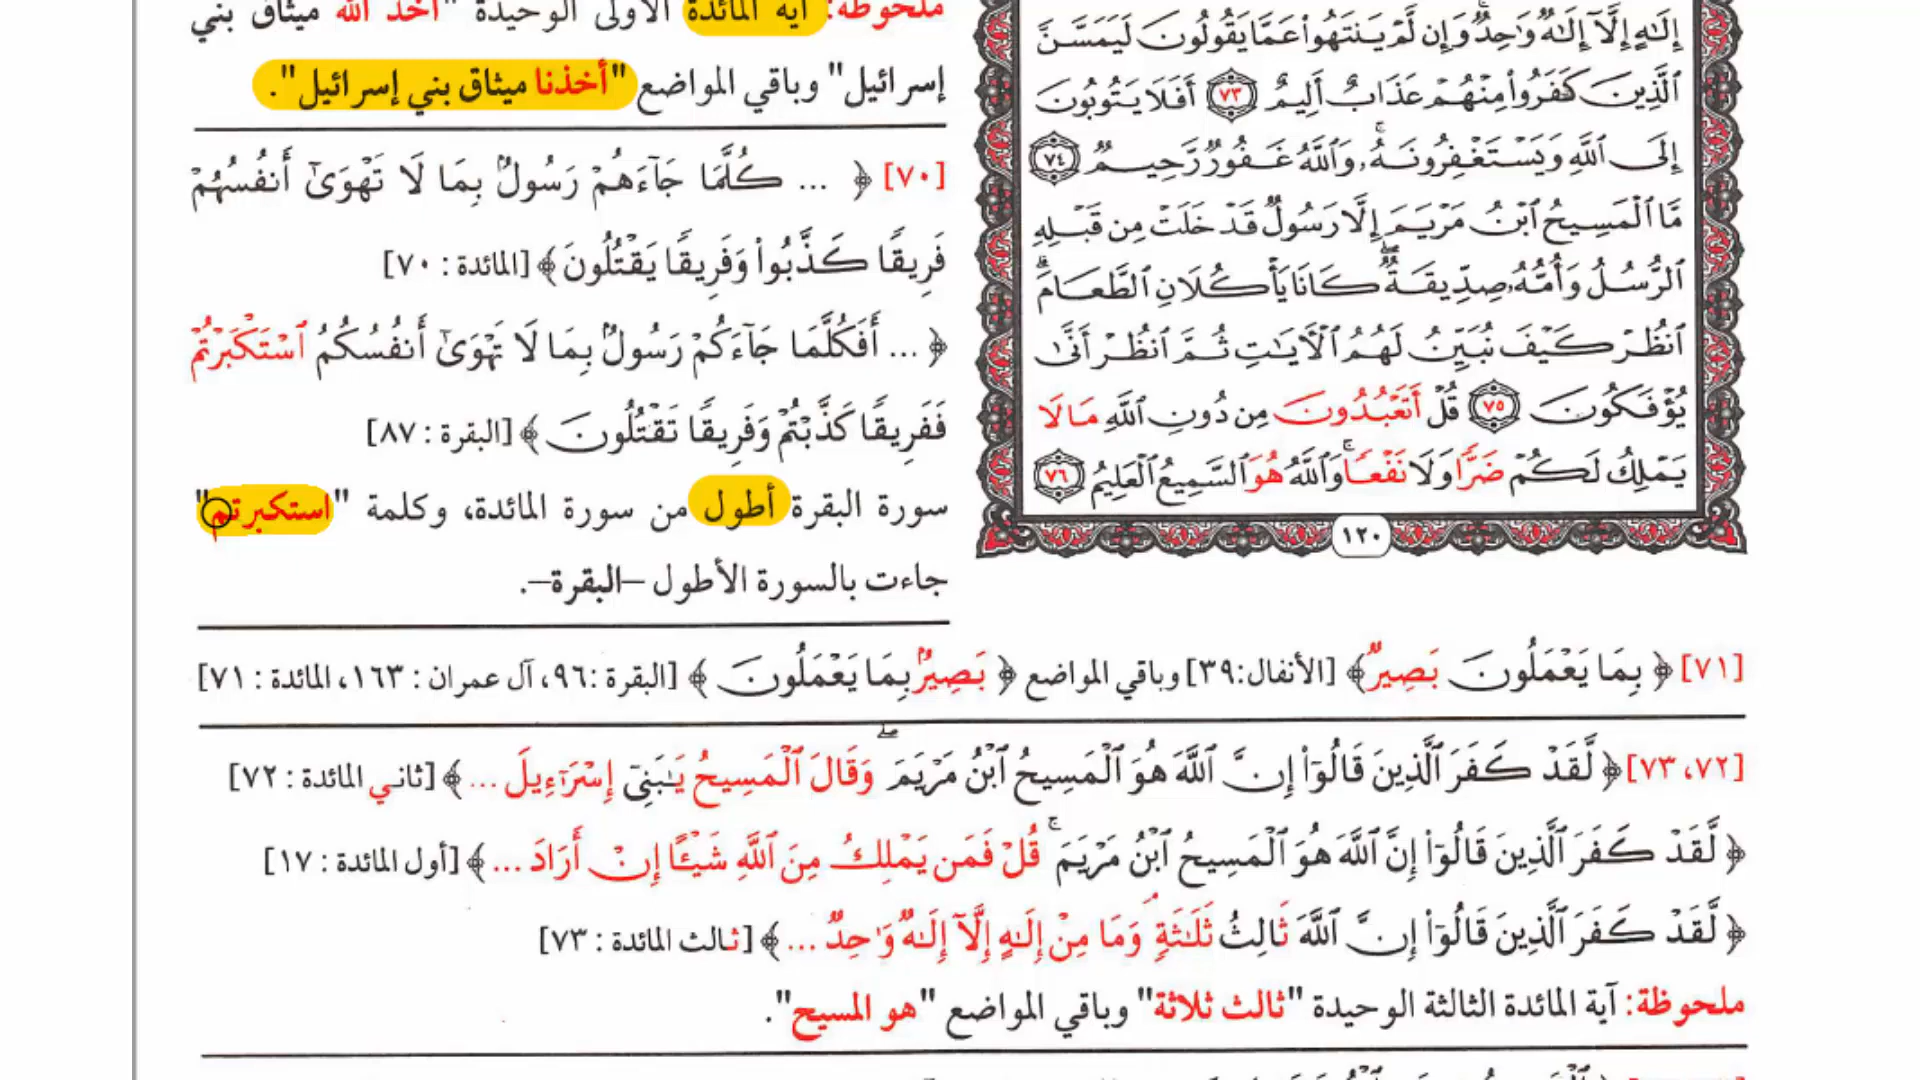 إِلَٰهٍ إِلَّآ إِلَٰهٌ وَٰحِدٌ وَإِن لَّمْ يَنتَهُوا۟ عَمَّا يَقُولُونَ لَيَمَسَّنَّ
ٱلَّذِينَ كَفَرُوا۟ مِنْهُمْ عَذَابٌ أَلِيمٌ ٧٣ أَفَلَا يَتُوبُونَ
إِلَى ٱللَّهِ وَيَسْتَغْفِرُونَهُۥ وَٱللَّهُ غَفُورٌ رَّحِيمٌ ٧٤
مَّا ٱلْمَسِيحُ ٱبْنُ مَرْيَمَ إِلَّا رَسُولٌ قَدْ خَلَتْ مِن قَبْلِهِ
ٱلرُّسُلُ وَأُمُّهُۥ صِدِّيقَةٌ كَانَا يَأْكُلَانِ ٱلطَّعَامَ
ٱنظُرْ كَيْفَ نُبَيِّنُ لَهُمُ ٱلْءَايَٰتِ ثُمَّ ٱنظُرْ أَنَّىٰ
يُؤْفَكُونَ ٧٥ قُلْ أَتَعْبُدُونَ مِن دُونِ ٱللَّهِ مَا لَا
يَمْلِكُ لَكُمْ ضَرًّا وَلَا نَفْعًا وَٱللَّهُ هُوَ ٱلسَّمِيعُ ٱلْعَلِيمُ ٧٦
١٢٠
ملحوظة: آية المائدة الأولى الوحيدة "أخذ الله ميثاق بني
إسرائيل" وباقي المواضع "أخذنا ميثاق بني إسرائيل".
[٧٠] ﴿ ... كُلَّمَا جَآءَهُمْ رَسُولٌۢ بِمَا لَا تَهْوَىٰٓ أَنفُسُهُمْ
فَرِيقًا كَذَّبُوا۟ وَفَرِيقًا يَقْتُلُونَ ﴾ [المائدة : ٧٠]
﴿ ... أَفَكُلَّمَا جَآءَكُمْ رَسُولٌۢ بِمَا لَا تَهْوَىٰٓ أَنفُسُكُمُ ٱسْتَكْبَرْتُمْ
فَفَرِيقًا كَذَّبْتُمْ وَفَرِيقًا تَقْتُلُونَ ﴾ [البقرة : ٨٧]
سورة البقرة أطول من سورة المائدة، وكلمة "استكبرتم"
جاءت بالسورة الأطول –البقرة–.
[٧١] ﴿ بِمَا يَعْمَلُونَ بَصِيرٌ ﴾ [الأنفال:٣٩] وباقي المواضع ﴿ بَصِيرٌۢ بِمَا يَعْمَلُونَ ﴾ [البقرة :٩٦، آل عمران : ١٦٣، المائدة : ٧١]
[٧٢، ٧٣] ﴿ لَقَدْ كَفَرَ ٱلَّذِينَ قَالُوٓا۟ إِنَّ ٱللَّهَ هُوَ ٱلْمَسِيحُ ٱبْنُ مَرْيَمَ وَقَالَ ٱلْمَسِيحُ يَٰبَنِىٓ إِسْرَٰٓءِيلَ ... ﴾ [ثاني المائدة : ٧٢]
﴿ لَّقَدْ كَفَرَ ٱلَّذِينَ قَالُوٓا۟ إِنَّ ٱللَّهَ هُوَ ٱلْمَسِيحُ ٱبْنُ مَرْيَمَ قُلْ فَمَن يَمْلِكُ مِنَ ٱللَّهِ شَيْـًٔا إِنْ أَرَادَ ... ﴾ [أول المائدة : ١٧]
﴿ لَّقَدْ كَفَرَ ٱلَّذِينَ قَالُوٓا۟ إِنَّ ٱللَّهَ ثَالِثُ ثَلَٰثَةٍ وَمَا مِنْ إِلَٰهٍ إِلَّآ إِلَٰهٌ وَٰحِدٌ ... ﴾ [ثالث المائدة : ٧٣]
ملحوظة: آية المائدة الثالثة الوحيدة "ثالث ثلاثة" وباقي المواضع "هو المسيح".